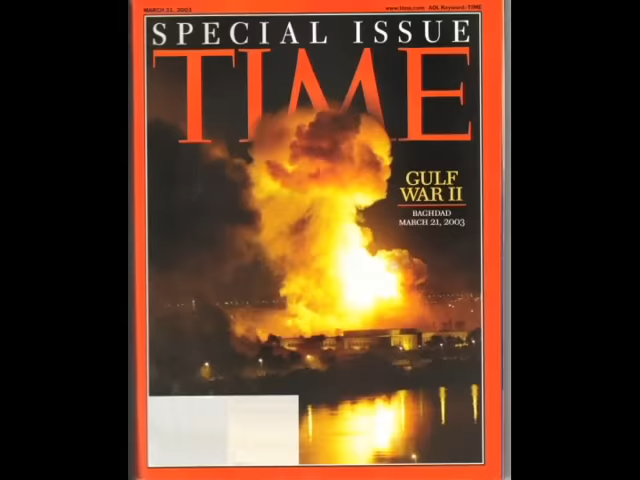 MARCH 31, 2003
www.time.com AOL Keyword: TIME
SPECIAL ISSUE
TIME
GULF
WAR II
BAGHDAD
MARCH 21, 2003